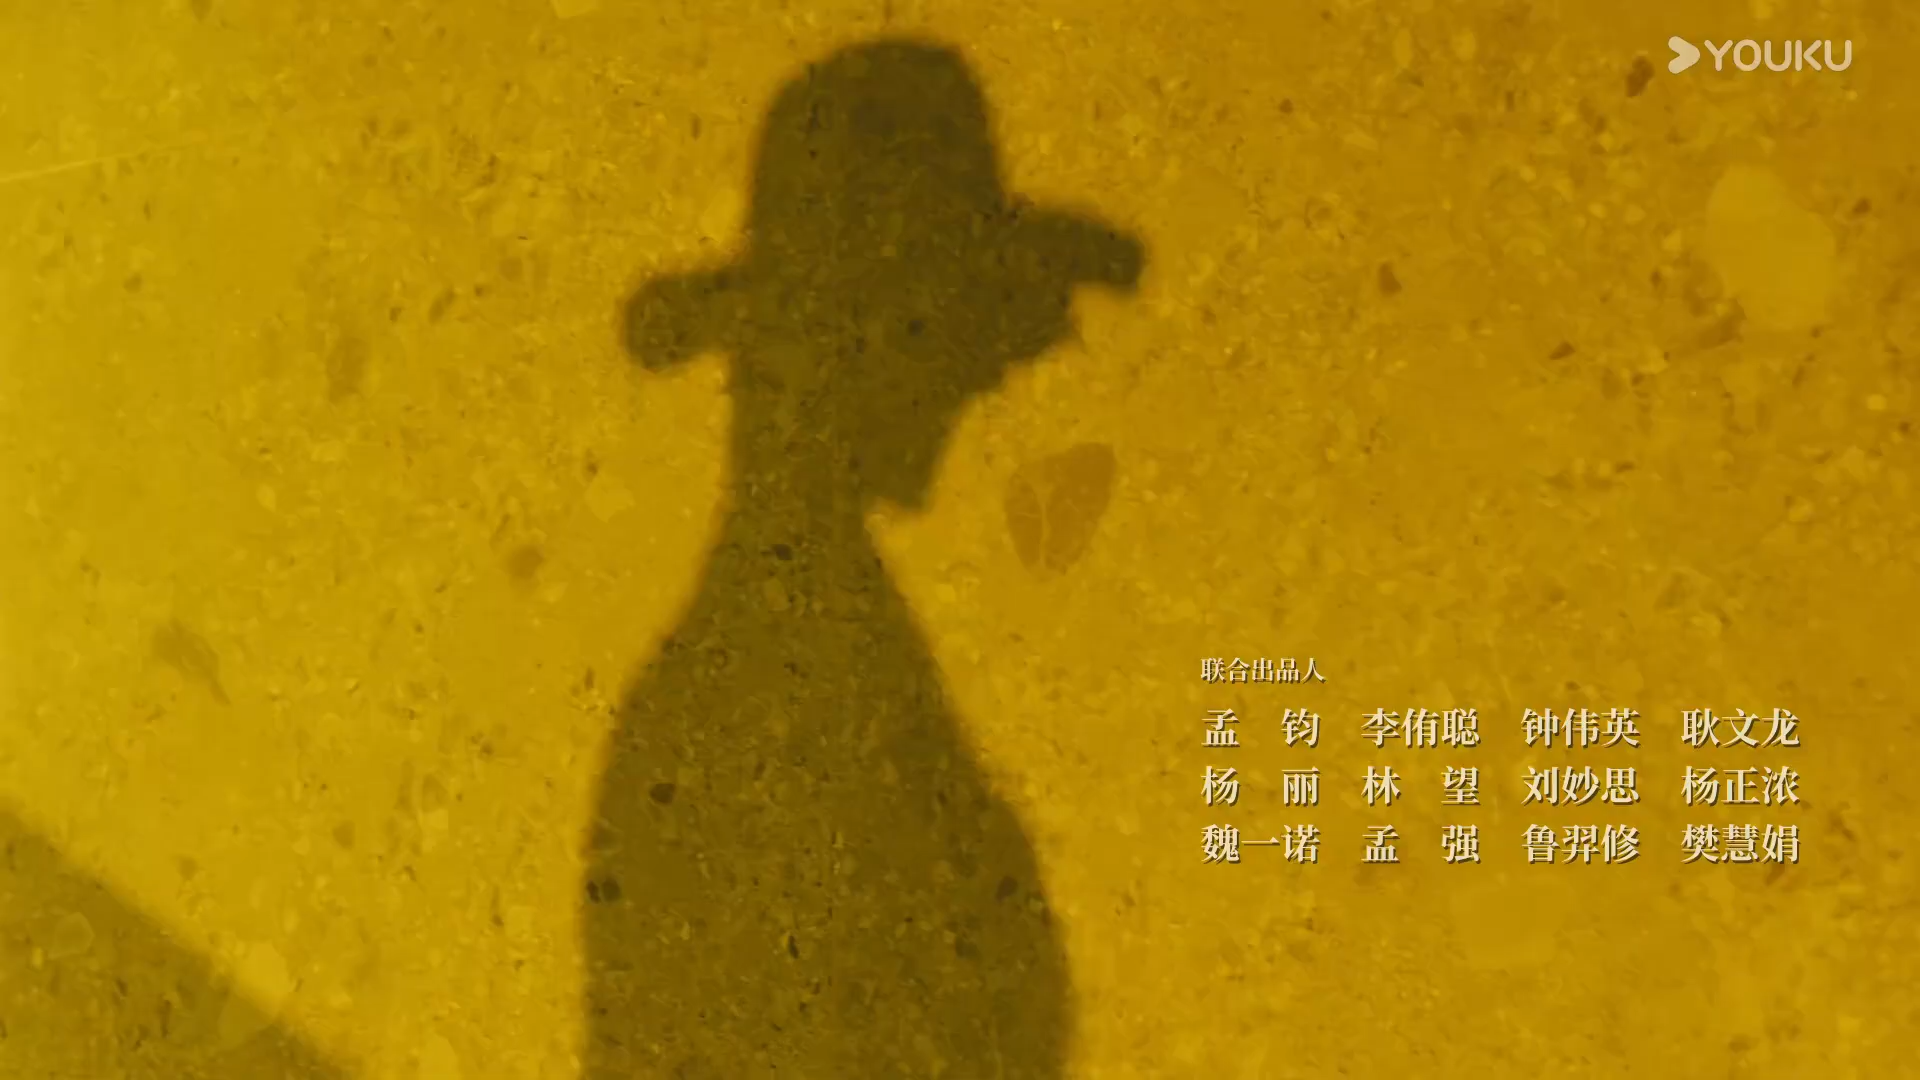 YOUKU
联合出品人
孟　钧　李侑聪　钟伟英　耿文龙
杨　丽　林　望　刘妙思　杨正浓
魏一诺　孟　强　鲁羿修　樊慧娟